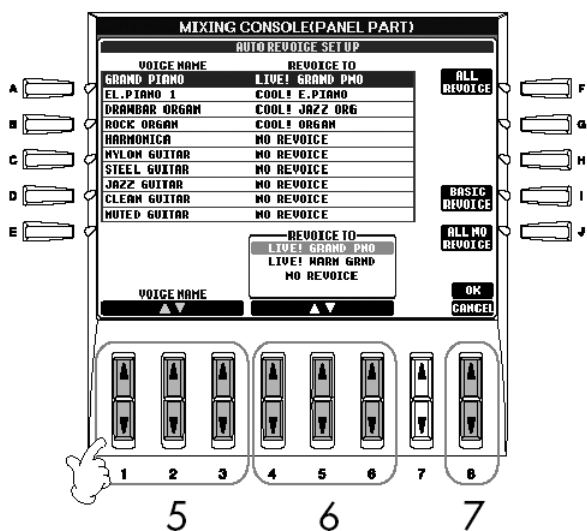 MIXING CONSOLE(PANEL PART)
AUTO REVOICE SETUP
VOICE NAME REVOICE TO
GRAND PIANO LIVE! GRAND PNO
EL.PIANO 1 COOL! E.PIANO
DRAWBAR ORGAN COOL! JAZZ ORG
ROCK ORGAN COOL! ORGAN
HARMONICA NO REVOICE
NYLON GUITAR NO REVOICE
STEEL GUITAR NO REVOICE
JAZZ GUITAR NO REVOICE
CLEAN GUITAR NO REVOICE
MUTED GUITAR NO REVOICE
ALL
REVOICE
BASIC
REVOICE
ALL NO
REVOICE
REVOICE TO
LIVE! GRAND PNO
LIVE! WARM GRND
NO REVOICE
VOICE NAME
OK
CANCEL
A
B
C
D
E
F
G
H
I
J
1 2 3 4 5 6 7 8
5 6 7